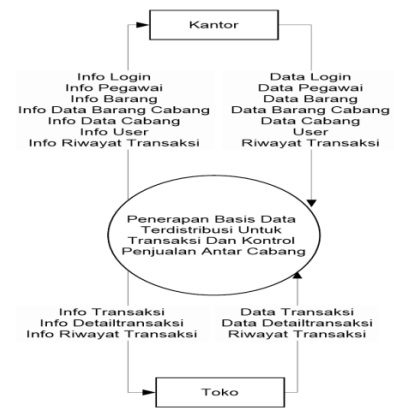 Kantor
Info Login
Info Pegawai
Info Barang
Info Data Barang Cabang
Info Data Cabang
Info User
Info Riwayat Transaksi
Data Login
Data Pegawai
Data Barang
Data Barang Cabang
Data Cabang
User
Riwayat Transaksi
Penerapan Basis Data
Terdistribusi Untuk
Transaksi Dan Kontrol
Penjualan Antar Cabang
Info Transaksi
Info Detailtransaksi
Info Riwayat Transaksi
Data Transaksi
Data Detailtransaksi
Riwayat Transaksi
Toko